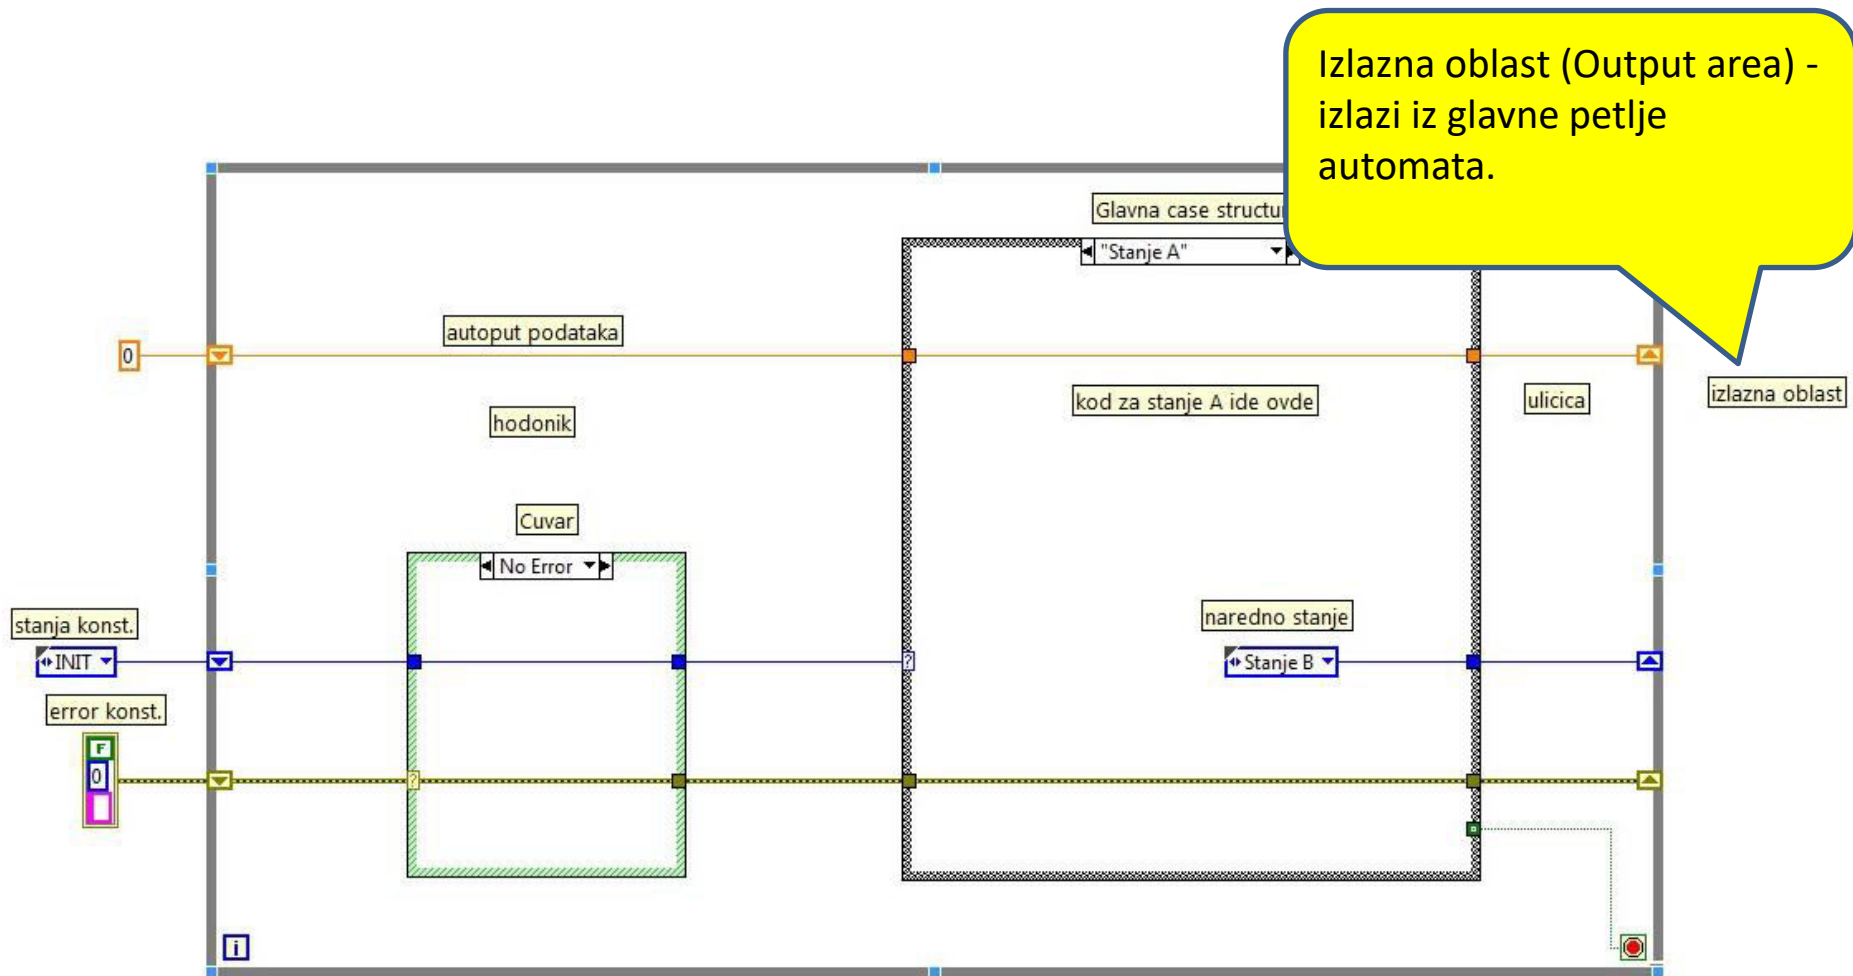 Izlazna oblast (Output area) -
izlazi iz glavne petlje
automata.
Glavna case structu
"Stanje A"
autoput podataka
0
kod za stanje A ide ovde
ulicica
izlazna oblast
hodonik
Cuvar
No Error
stanja konst.
INIT
naredno stanje
Stanje B
error konst.
F
0
?
?
i